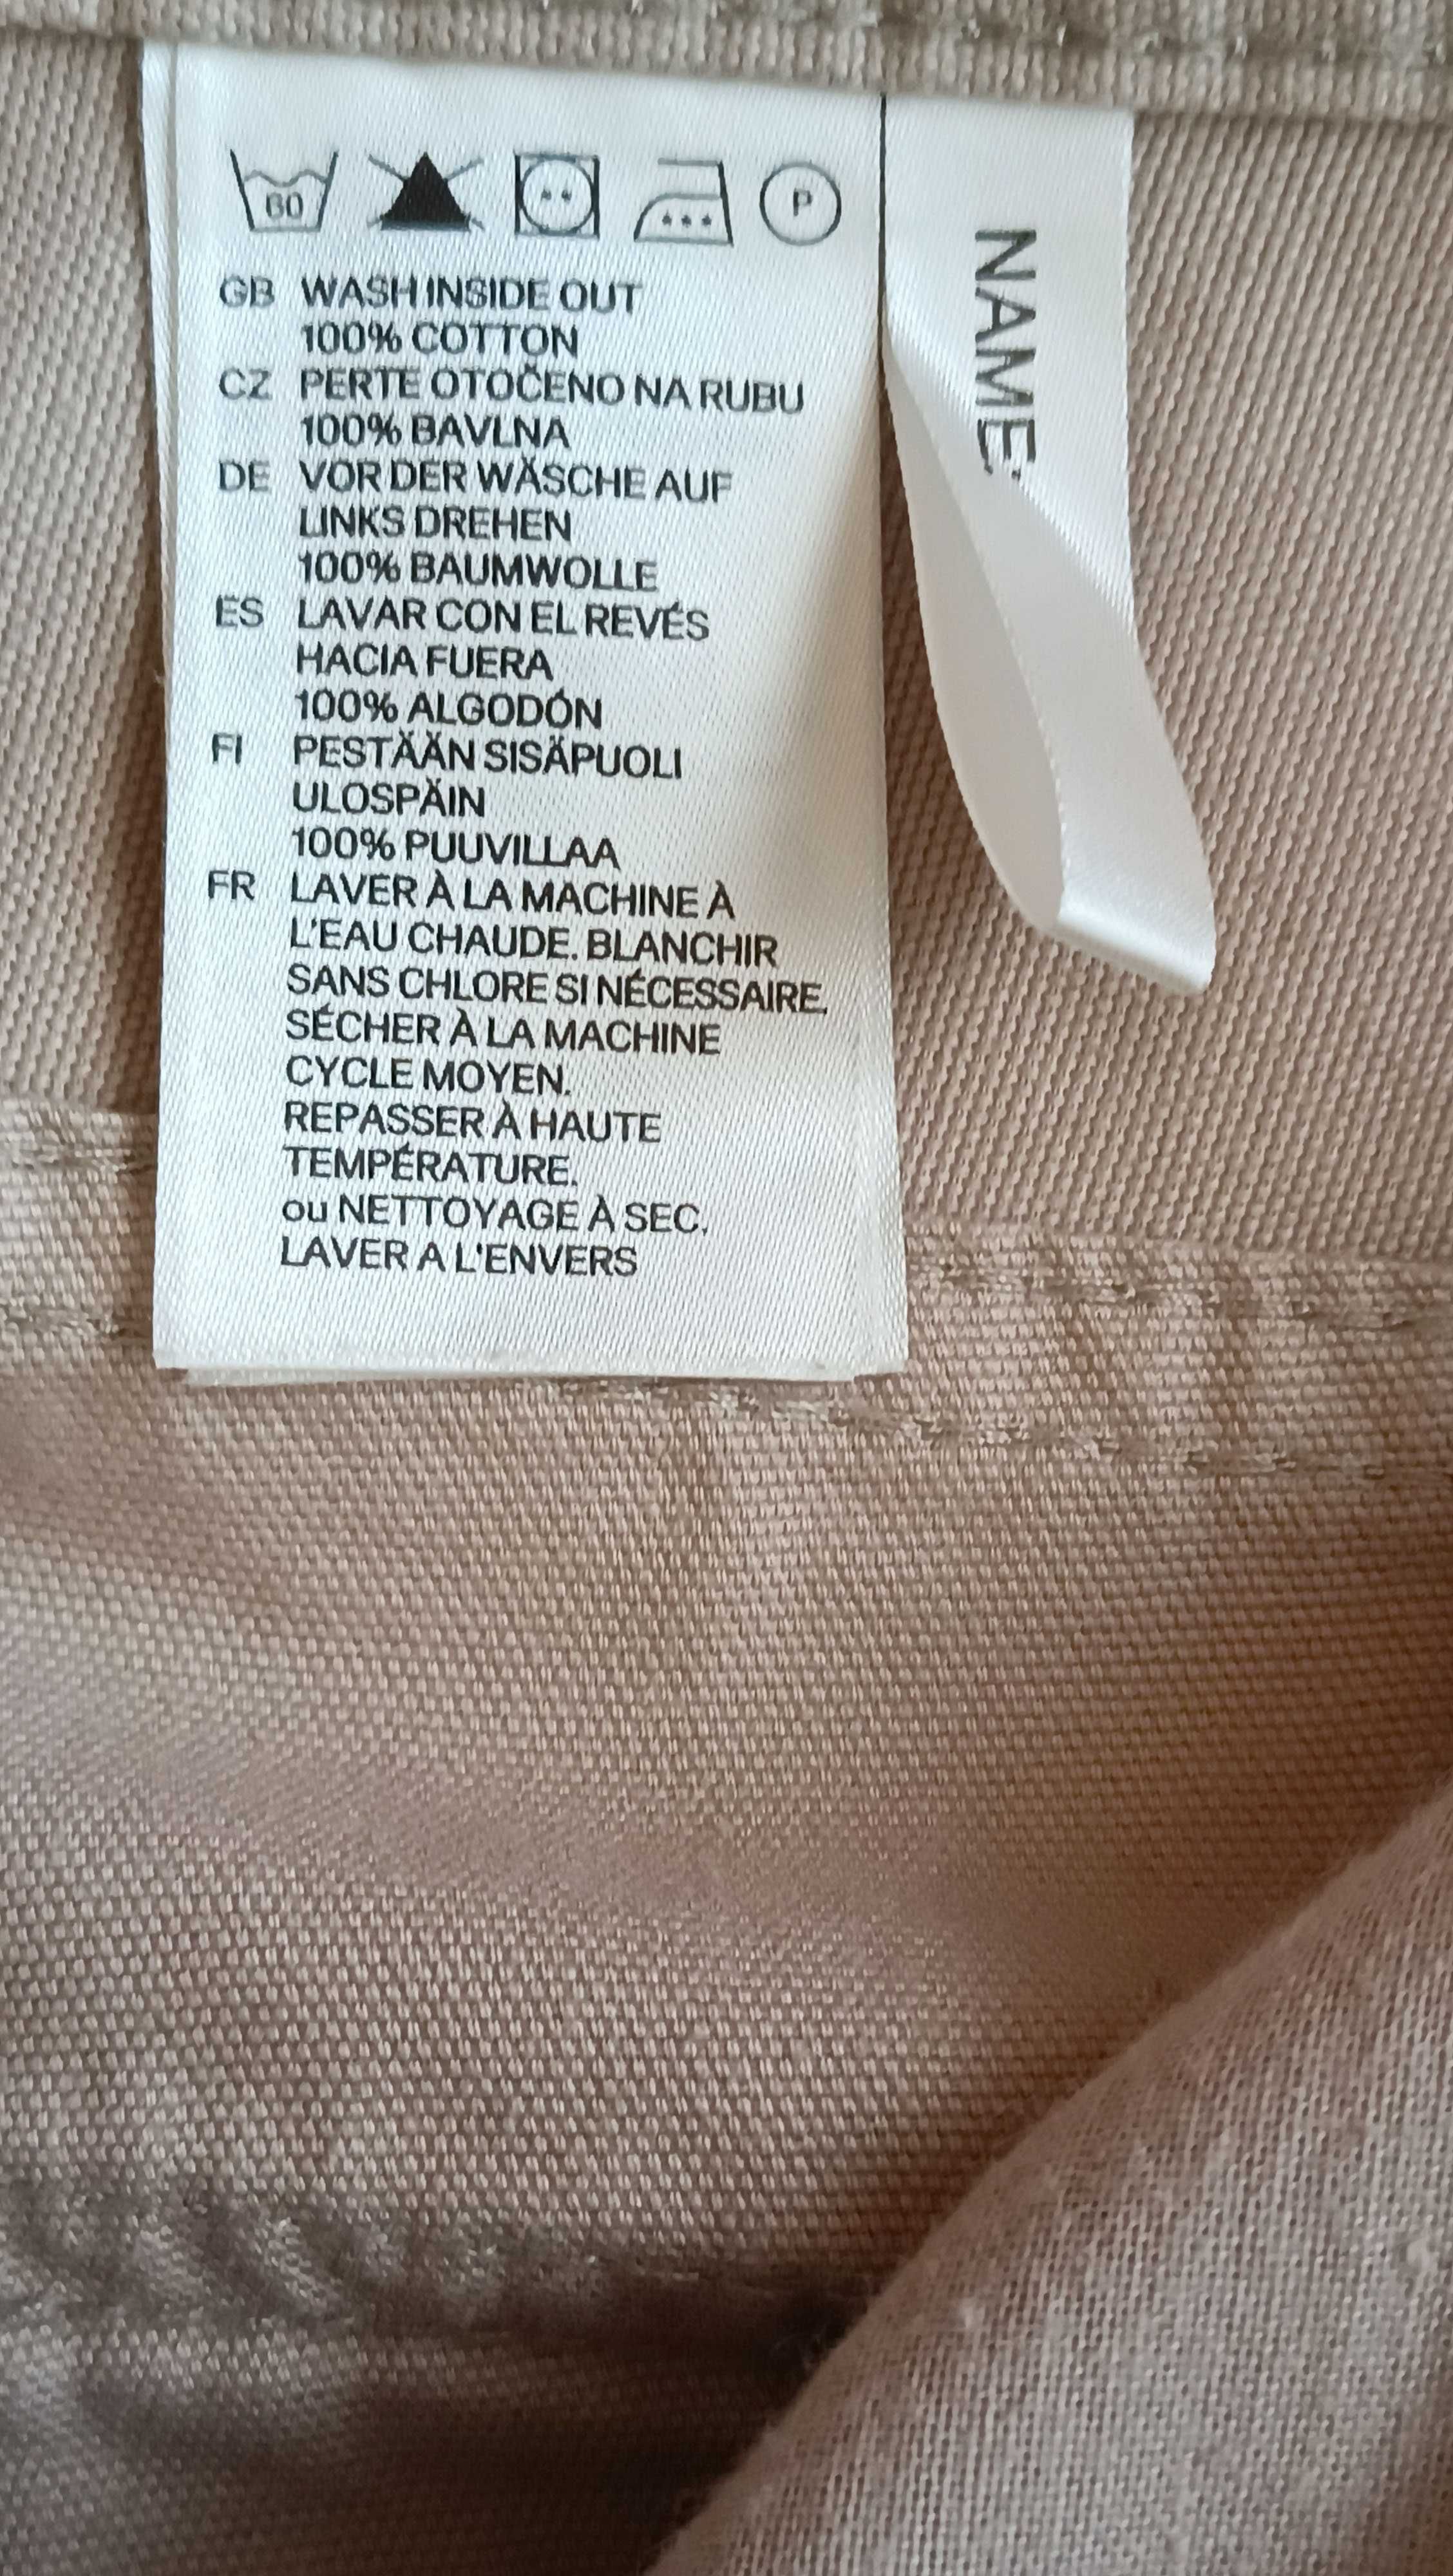 60
P
GB WASH INSIDE OUT
100% COTTON
CZ PERTE OTOČENO NA RUBU
100% BAVLNA
DE VOR DER WÄSCHE AUF
LINKS DREHEN
100% BAUMWOLLE
ES LAVAR CON EL REVÉS
HACIA FUERA
100% ALGODÓN
FI PESTÄÄN SISÄPUOLI
ULOSPÄIN
100% PUUVILLAA
FR LAVER À LA MACHINE À
L'EAU CHAUDE. BLANCHIR
SANS CHLORE SI NÉCESSAIRE.
SÉCHER À LA MACHINE
CYCLE MOYEN.
REPASSER À HAUTE
TEMPÉRATURE.
ou NETTOYAGE À SEC.
LAVER A L'ENVERS
NAME: